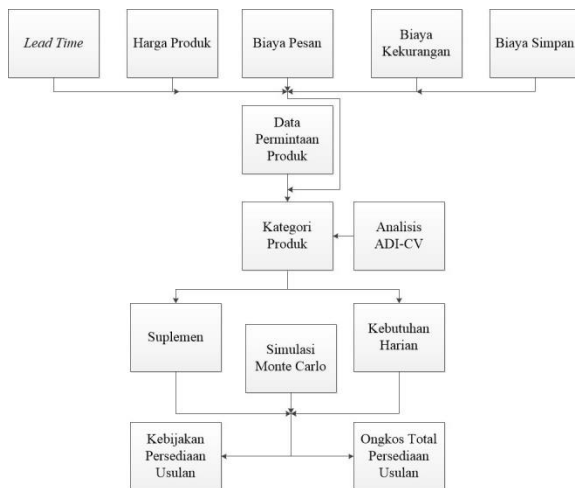 Lead Time
Harga Produk
Biaya Pesan
Biaya
Kekurangan
Biaya Simpan
Data
Permintaan
Produk
Kategori
Produk
Analisis
ADI-CV
Suplemen
Simulasi
Monte Carlo
Kebutuhan
Harian
Kebijakan
Persediaan
Usulan
Ongkos Total
Persediaan
Usulan